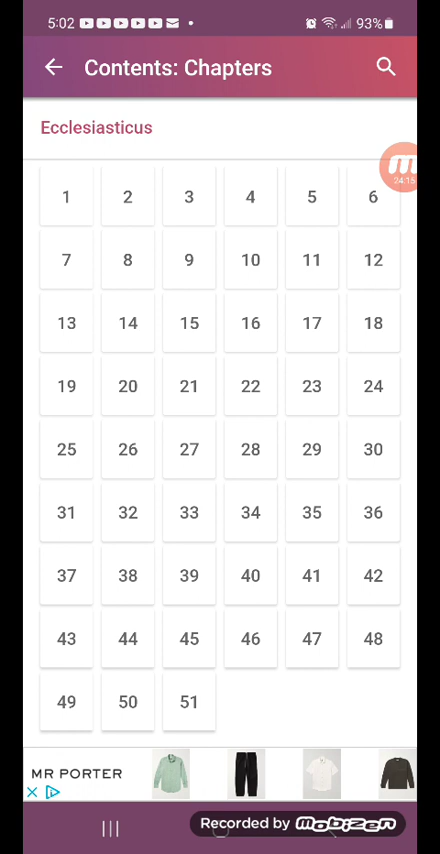 5:02 93%
Contents: Chapters
Ecclesiasticus
24:15
1 2 3 4 5 6
7 8 9 10 11 12
13 14 15 16 17 18
19 20 21 22 23 24
25 26 27 28 29 30
31 32 33 34 35 36
37 38 39 40 41 42
43 44 45 46 47 48
49 50 51
MR PORTER
Recorded by mobizen